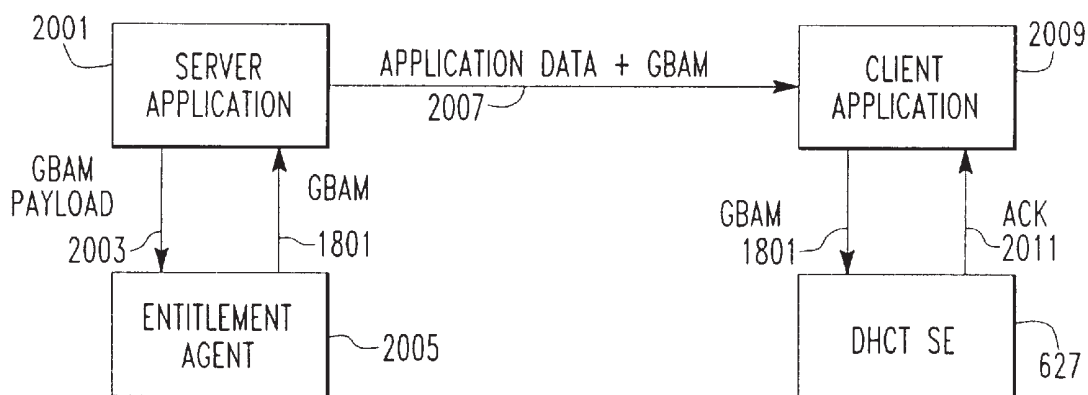 2001
SERVER
APPLICATION
APPLICATION DATA + GBAM
2007
2009
CLIENT
APPLICATION
GBAM
PAYLOAD
2003
GBAM
1801
GBAM
1801
ACK
2011
ENTITLEMENT
AGENT
2005
DHCT SE
627